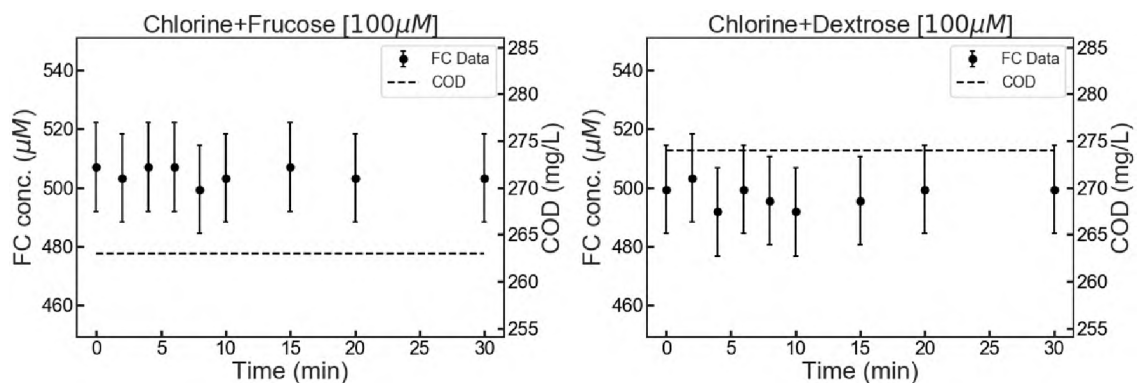 Chlorine+Frucose [100μM]
FC Data
COD
540
520
500
480
460
FC conc. (μM)
285
280
275
270
265
260
255
COD (mg/L)
0 5 10 15 20 25 30
Time (min)
Chlorine+Dextrose [100μM]
FC Data
COD
540
520
500
480
460
FC conc. (μM)
285
280
275
270
265
260
255
COD (mg/L)
0 5 10 15 20 25 30
Time (min)